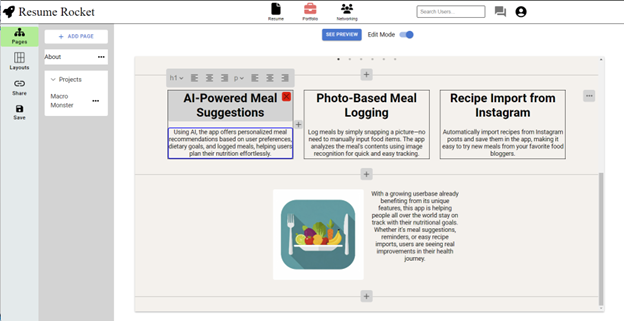 Resume Rocket
Resume
Portfolio
Networking
Search Users...
Pages
Layouts
Share
Save
+ ADD PAGE
About
Projects
Macro
Monster
SEE PREVIEW
Edit Mode
h1
p
AI-Powered Meal
Suggestions
Using AI, the app offers personalized meal
recommendations based on user preferences,
dietary goals, and logged meals, helping users
plan their nutrition effortlessly.
Photo-Based Meal
Logging
Log meals by simply snapping a picture—no
need to manually input food items. The app
analyzes the meal's contents using image
recognition for quick and easy tracking.
Recipe Import from
Instagram
Automatically import recipes from Instagram
posts and save them in the app, making it
easy to try new meals from your favorite food
bloggers.
With a growing userbase already
benefiting from its unique
features, this app is helping
people all over the world stay on
track with their nutritional goals.
Whether it's meal suggestions,
reminders, or easy recipe
imports, users are seeing real
improvements in their health
journey.